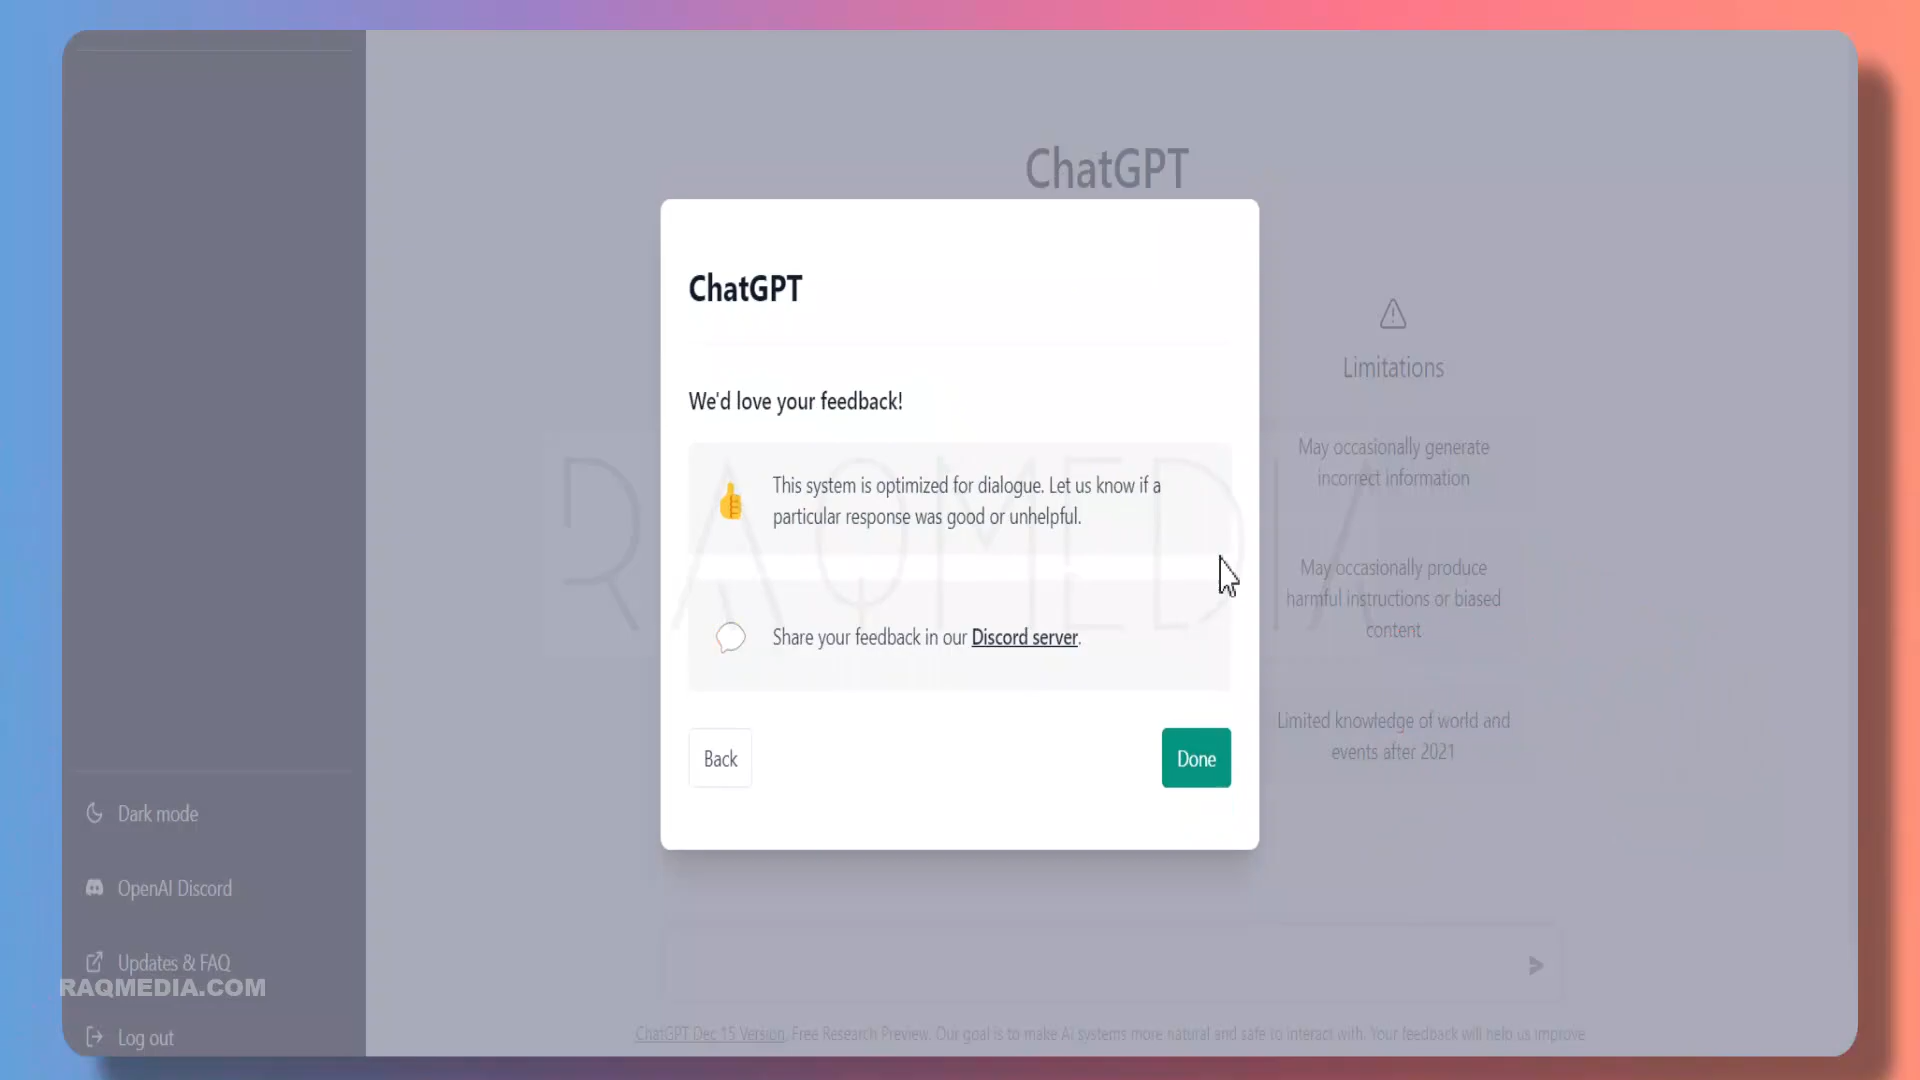 ChatGPT
ChatGPT
We'd love your feedback!
This system is optimized for dialogue. Let us know if a
particular response was good or unhelpful.
Share your feedback in our Discord server.
Back
Done
Limitations
May occasionally generate
incorrect information
May occasionally produce
harmful instructions or biased
content
Limited knowledge of world and
events after 2021
RAQMEDIA
Dark mode
OpenAI Discord
Updates & FAQ
RAQMEDIA.COM
Log out
ChatGPT Dec 15 Version. Free Research Preview. Our goal is to make AI systems more natural and safe to interact with. Your feedback will help us improve